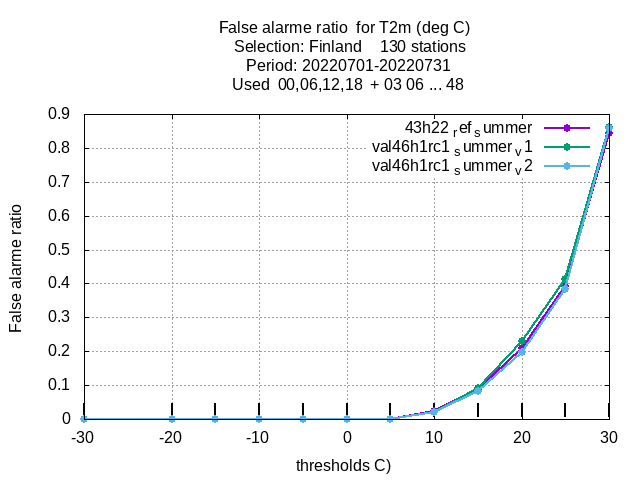 False alarme ratio  for T2m (deg C)
Selection: Finland    130 stations
Period: 20220701-20220731
Used  00,06,12,18  + 03 06 ... 48
43h22 ref summer
val46h1rc1 summer v1
val46h1rc1 summer v2
0.9
0.8
0.7
0.6
0.5
0.4
0.3
0.2
0.1
0
False alarme ratio
-30 -20 -10 0 10 20 30
thresholds C)